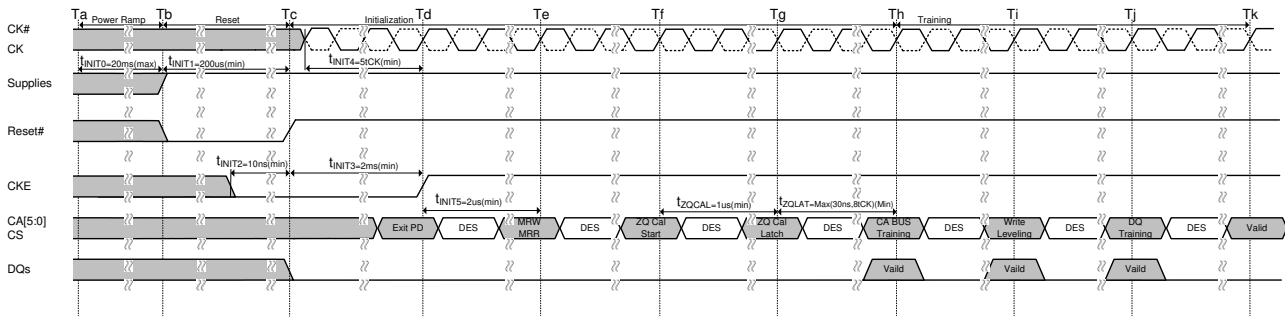 Ta Tb Tc Td Te Tf Tg Th Ti Tj Tk
Power Ramp Reset Initialization Training
CK#
CK
tINIT4=5tCK(min)
tINIT0=20ms(max) tINIT1=200us(min)
Supplies
Reset#
tINIT2=10ns(min) tINIT3=2ms(min)
CKE
tINIT5=2us(min) tZQCAL=1us(min) tZQLAT=Max(30ns,8tCK)(Min)
CA[5:0]
CS
Exit PD DES MRW
MRR DES DES ZQ Cal
Start DES ZQ Cal
Latch DES CA BUS
Training DES Write
Leveling DES DQ
Training DES Valid
DQs
Vaild Vaild Vaild